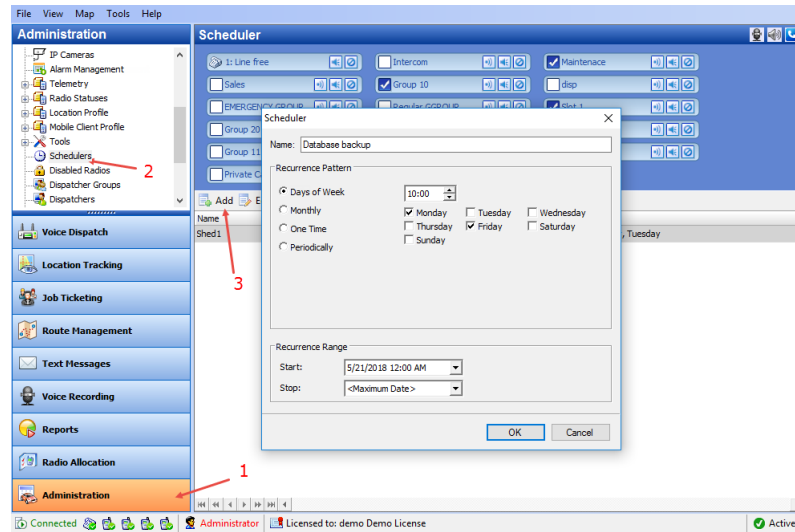 File View Map Tools Help
Administration
Scheduler
IP Cameras
Alarm Management
Telemetry
Radio Statuses
Location Profile
Mobile Client Profile
Tools
Schedulers
Disabled Radios
Dispatcher Groups
Dispatchers
2
1: Line free
Intercom
Maintenace
Sales
Group 10
disp
EMERGENCY GROUP
Regular GGROUP
Slot 1
Group 20
Group 11
Private
Add
Name
Shed1
, Tuesday
3
Scheduler
Name: Database backup
Recurrence Pattern
Days of Week
10:00
Monthly
One Time
Periodically
Monday Tuesday Wednesday
Thursday Friday Saturday
Sunday
Recurrence Range
Start: 5/21/2018 12:00 AM
Stop: <Maximum Date>
OK Cancel
Voice Dispatch
Location Tracking
Job Ticketing
Route Management
Text Messages
Voice Recording
Reports
Radio Allocation
Administration
1
Connected
Administrator
Licensed to: demo Demo License
Active